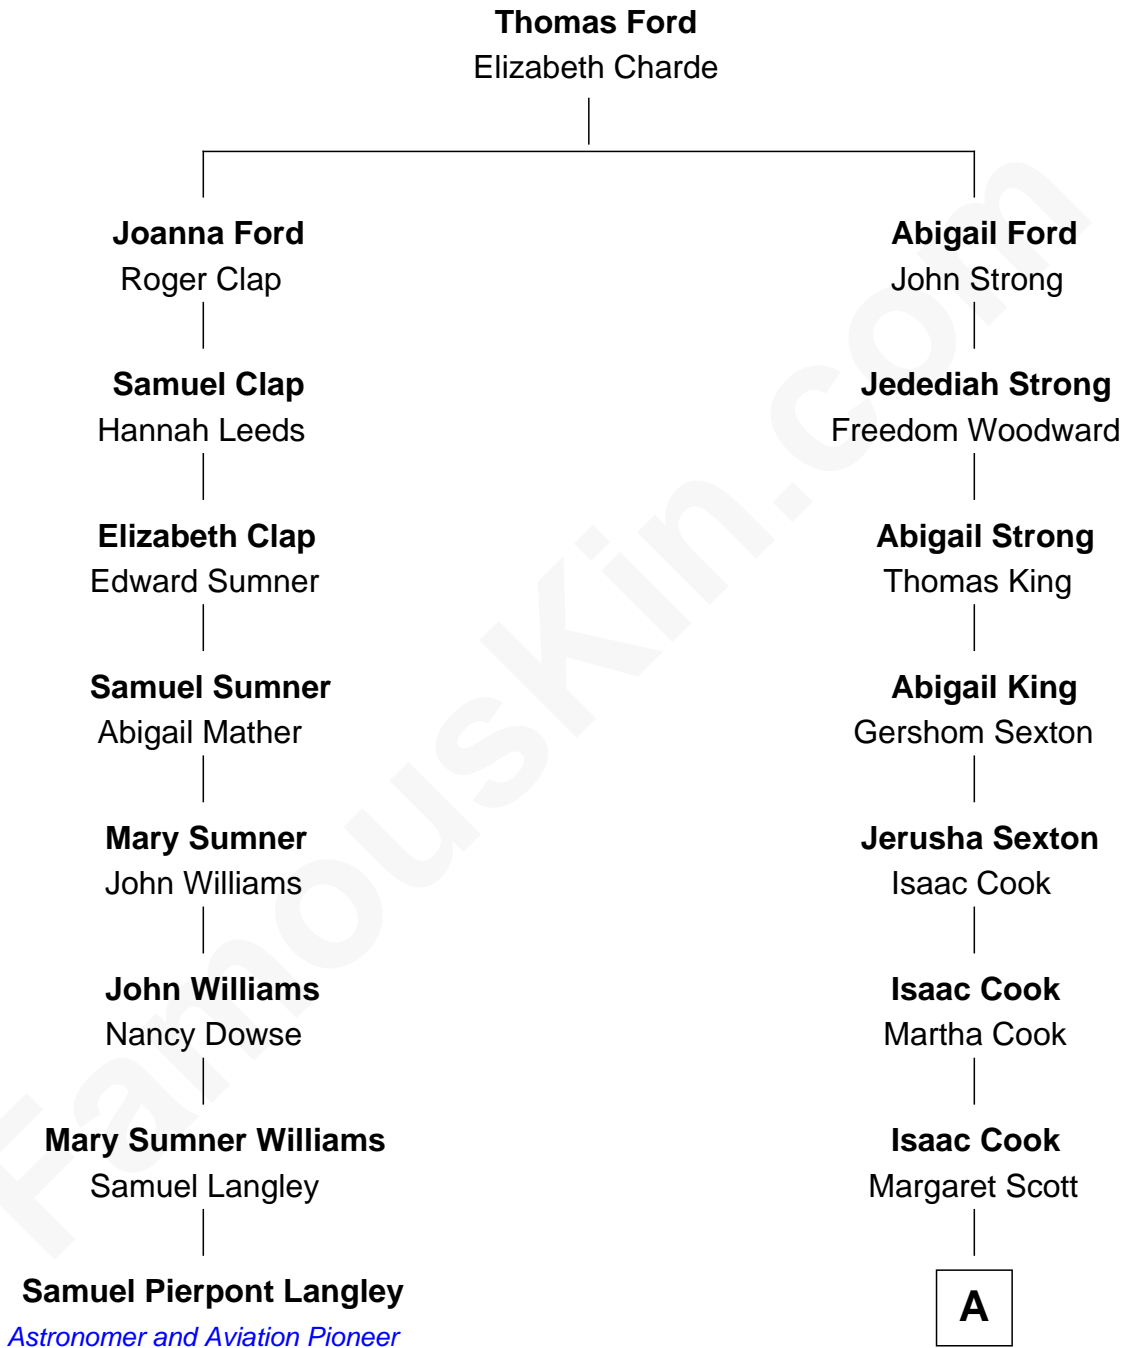 Thomas Ford
Elizabeth Charde
Joanna Ford
Roger Clap
Abigail Ford
John Strong
Samuel Clap
Hannah Leeds
Jedediah Strong
Freedom Woodward
Elizabeth Clap
Edward Sumner
Abigail Strong
Thomas King
Samuel Sumner
Abigail Mather
Abigail King
Gershom Sexton
Mary Sumner
John Williams
Jerusha Sexton
Isaac Cook
John Williams
Nancy Dowse
Isaac Cook
Martha Cook
Mary Sumner Williams
Samuel Langley
Isaac Cook
Margaret Scott
Samuel Pierpont Langley
Astronomer and Aviation Pioneer
A
FamousKin.com